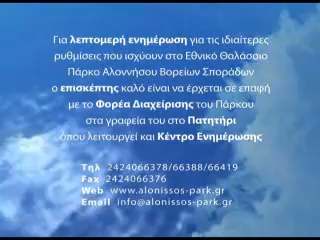 Για λεπτομερή ενημέρωση για τις ιδιαίτερες
ρυθμίσεις που ισχύουν στο Εθνικό Θαλάσσιο
Πάρκο Αλοννήσου Βορείων Σποράδων
ο επισκέπτης καλό είναι να έρχεται σε επαφή
με το Φορέα Διαχείρισης του Πάρκου
στα γραφεία του στο Πατητήρι
όπου λειτουργεί και Κέντρο Ενημέρωσης
Τηλ 2424066378/66388/66419
Fax 2424066376
Web www.alonissos-park.gr
Email info@alonissos-park.gr